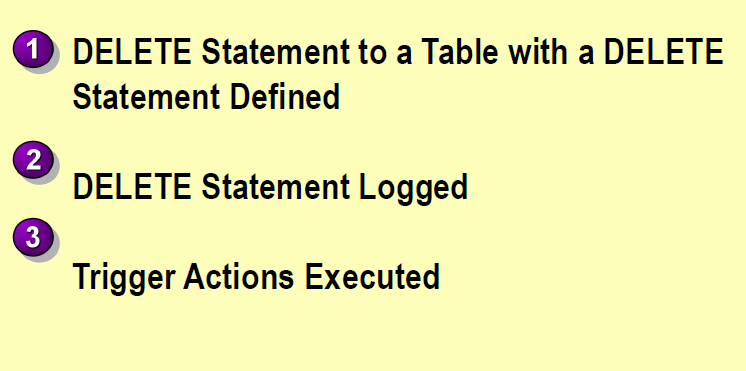 1 DELETE Statement to a Table with a DELETE
Statement Defined
2 DELETE Statement Logged
3 Trigger Actions Executed